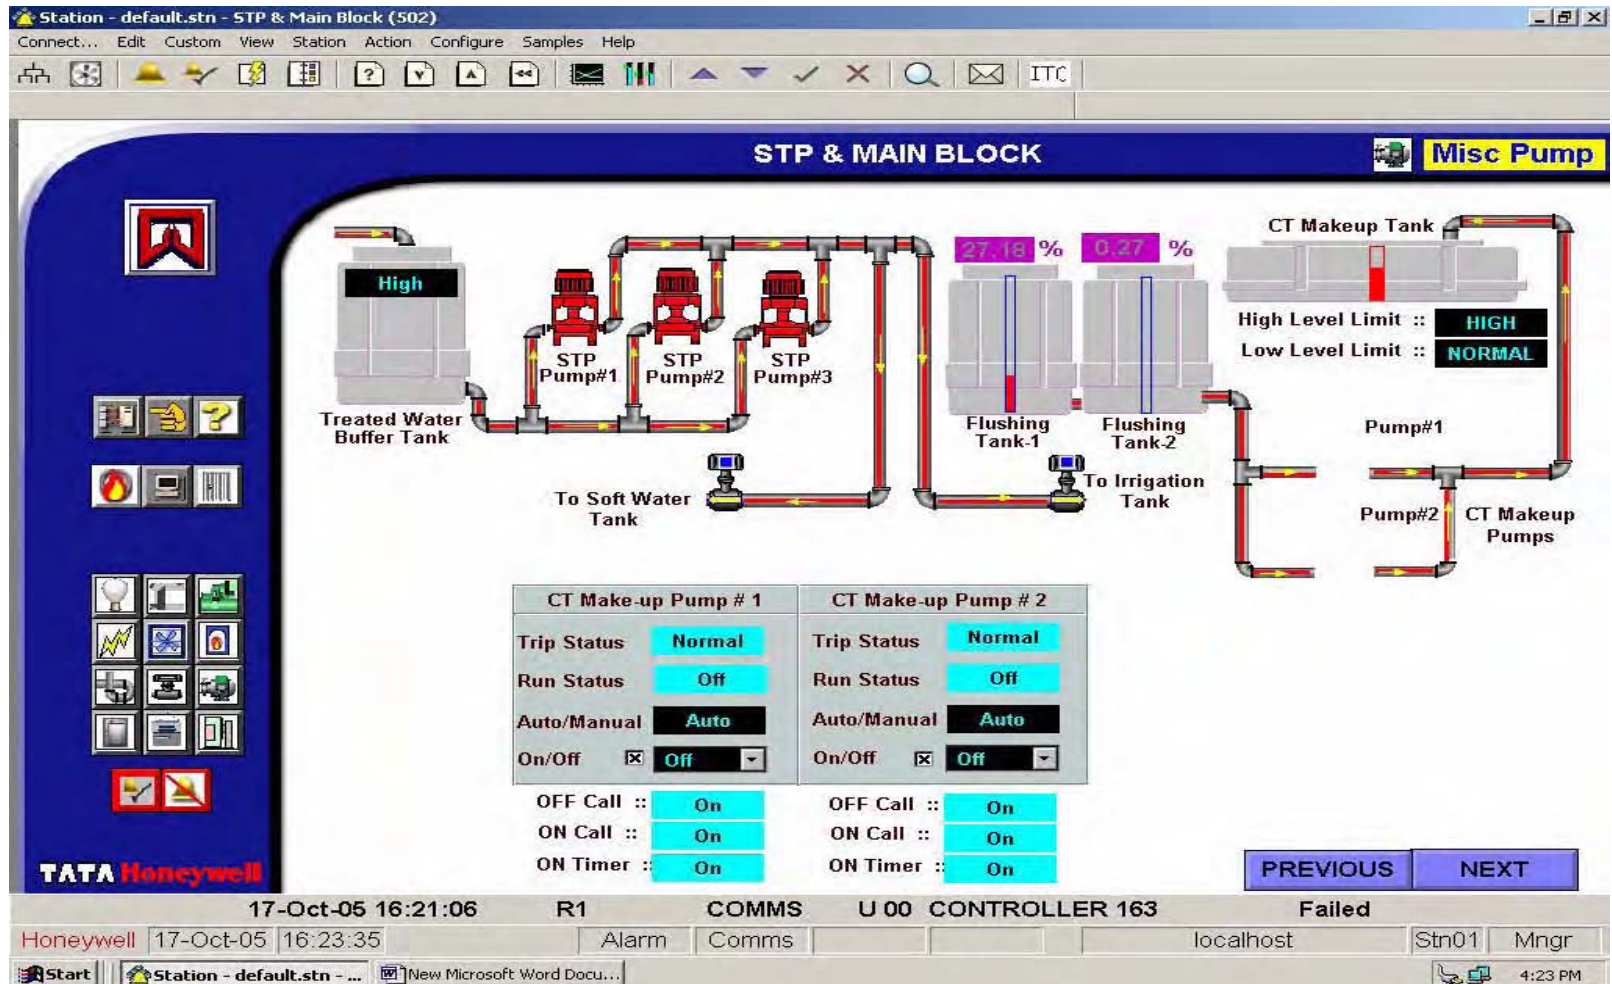 Station - default.stn - STP & Main Block (502)
Connect... Edit Custom View Station Action Configure Samples Help
ITC
STP & MAIN BLOCK
Misc Pump
High
Treated Water
Buffer Tank
STP
Pump#1
STP
Pump#2
STP
Pump#3
27.18 %
0.27 %
Flushing
Tank-1
Flushing
Tank-2
CT Makeup Tank
High Level Limit :: HIGH
Low Level Limit :: NORMAL
To Soft Water
Tank
To Irrigation
Tank
Pump#1
Pump#2
CT Makeup
Pumps
CT Make-up Pump # 1
Trip Status Normal
Run Status Off
Auto/Manual Auto
On/Off Off
OFF Call :: On
ON Call :: On
ON Timer :: On
CT Make-up Pump # 2
Trip Status Normal
Run Status Off
Auto/Manual Auto
On/Off Off
OFF Call :: On
ON Call :: On
ON Timer :: On
TATA Honeywell
PREVIOUS NEXT
17-Oct-05 16:21:06 R1 COMMS U 00 CONTROLLER 163 Failed
Honeywell 17-Oct-05 16:23:35 Alarm Comms localhost Stn01 Mngr
Start Station - default.stn - ... New Microsoft Word Docu... 4:23 PM